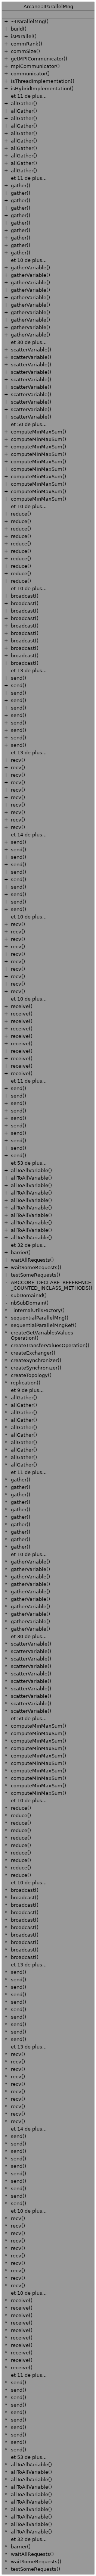 Arcane::IParallelMng
+ ~IParallelMng()
+ build()
+ isParallel()
+ commRank()
+ commSize()
+ getMPICommunicator()
+ mpiCommunicator()
+ communicator()
+ isThreadImplementation()
+ isHybridImplementation()
et 11 de plus...
+ allGather()
+ allGather()
+ allGather()
+ allGather()
+ allGather()
+ allGather()
+ allGather()
+ allGather()
+ allGather()
+ allGather()
et 11 de plus...
+ gather()
+ gather()
+ gather()
+ gather()
+ gather()
+ gather()
+ gather()
+ gather()
+ gather()
+ gather()
et 10 de plus...
+ gatherVariable()
+ gatherVariable()
+ gatherVariable()
+ gatherVariable()
+ gatherVariable()
+ gatherVariable()
+ gatherVariable()
+ gatherVariable()
+ gatherVariable()
+ gatherVariable()
et 30 de plus...
+ scatterVariable()
+ scatterVariable()
+ scatterVariable()
+ scatterVariable()
+ scatterVariable()
+ scatterVariable()
+ scatterVariable()
+ scatterVariable()
+ scatterVariable()
+ scatterVariable()
et 50 de plus...
+ computeMinMaxSum()
+ computeMinMaxSum()
+ computeMinMaxSum()
+ computeMinMaxSum()
+ computeMinMaxSum()
+ computeMinMaxSum()
+ computeMinMaxSum()
+ computeMinMaxSum()
+ computeMinMaxSum()
+ computeMinMaxSum()
et 10 de plus...
+ reduce()
+ reduce()
+ reduce()
+ reduce()
+ reduce()
+ reduce()
+ reduce()
+ reduce()
+ reduce()
+ reduce()
et 10 de plus...
+ broadcast()
+ broadcast()
+ broadcast()
+ broadcast()
+ broadcast()
+ broadcast()
+ broadcast()
+ broadcast()
+ broadcast()
+ broadcast()
et 13 de plus...
+ send()
+ send()
+ send()
+ send()
+ send()
+ send()
+ send()
+ send()
+ send()
+ send()
et 13 de plus...
+ recv()
+ recv()
+ recv()
+ recv()
+ recv()
+ recv()
+ recv()
+ recv()
+ recv()
+ recv()
et 14 de plus...
+ send()
+ send()
+ send()
+ send()
+ send()
+ send()
+ send()
+ send()
+ send()
+ send()
et 10 de plus...
+ recv()
+ recv()
+ recv()
+ recv()
+ recv()
+ recv()
+ recv()
+ recv()
+ recv()
+ recv()
et 10 de plus...
+ receive()
+ receive()
+ receive()
+ receive()
+ receive()
+ receive()
+ receive()
+ receive()
+ receive()
+ receive()
et 11 de plus...
+ send()
+ send()
+ send()
+ send()
+ send()
+ send()
+ send()
+ send()
+ send()
+ send()
et 53 de plus...
+ allToAllVariable()
+ allToAllVariable()
+ allToAllVariable()
+ allToAllVariable()
+ allToAllVariable()
+ allToAllVariable()
+ allToAllVariable()
+ allToAllVariable()
+ allToAllVariable()
+ allToAllVariable()
et 32 de plus...
+ barrier()
+ waitAllRequests()
+ waitSomeRequests()
+ testSomeRequests()
- ARCCORE_DECLARE_REFERENCE
_COUNTED_INCLASS_METHODS()
* subDomainId()
* nbSubDomain()
* _internalUtilsFactory()
* sequentialParallelMng()
* sequentialParallelMngRef()
* createGetVariablesValues
Operation()
* createTransferValuesOperation()
* createExchanger()
* createSynchronizer()
* createSynchronizer()
* createTopology()
* replication()
et 9 de plus...
* allGather()
* allGather()
* allGather()
* allGather()
* allGather()
* allGather()
* allGather()
* allGather()
* allGather()
* allGather()
et 11 de plus...
* gather()
* gather()
* gather()
* gather()
* gather()
* gather()
* gather()
* gather()
* gather()
* gather()
et 10 de plus...
* gatherVariable()
* gatherVariable()
* gatherVariable()
* gatherVariable()
* gatherVariable()
* gatherVariable()
* gatherVariable()
* gatherVariable()
* gatherVariable()
* gatherVariable()
et 30 de plus...
* scatterVariable()
* scatterVariable()
* scatterVariable()
* scatterVariable()
* scatterVariable()
* scatterVariable()
* scatterVariable()
* scatterVariable()
* scatterVariable()
* scatterVariable()
et 50 de plus...
* computeMinMaxSum()
* computeMinMaxSum()
* computeMinMaxSum()
* computeMinMaxSum()
* computeMinMaxSum()
* computeMinMaxSum()
* computeMinMaxSum()
* computeMinMaxSum()
* computeMinMaxSum()
* computeMinMaxSum()
et 10 de plus...
* reduce()
* reduce()
* reduce()
* reduce()
* reduce()
* reduce()
* reduce()
* reduce()
* reduce()
* reduce()
et 10 de plus...
* broadcast()
* broadcast()
* broadcast()
* broadcast()
* broadcast()
* broadcast()
* broadcast()
* broadcast()
* broadcast()
* broadcast()
et 13 de plus...
* send()
* send()
* send()
* send()
* send()
* send()
* send()
* send()
* send()
* send()
et 13 de plus...
* recv()
* recv()
* recv()
* recv()
* recv()
* recv()
* recv()
* recv()
* recv()
* recv()
et 14 de plus...
* send()
* send()
* send()
* send()
* send()
* send()
* send()
* send()
* send()
* send()
et 10 de plus...
* recv()
* recv()
* recv()
* recv()
* recv()
* recv()
* recv()
* recv()
* recv()
* recv()
et 10 de plus...
* receive()
* receive()
* receive()
* receive()
* receive()
* receive()
* receive()
* receive()
* receive()
* receive()
et 11 de plus...
* send()
* send()
* send()
* send()
* send()
* send()
* send()
* send()
* send()
* send()
et 53 de plus...
* allToAllVariable()
* allToAllVariable()
* allToAllVariable()
* allToAllVariable()
* allToAllVariable()
* allToAllVariable()
* allToAllVariable()
* allToAllVariable()
* allToAllVariable()
* allToAllVariable()
et 32 de plus...
* barrier()
* waitAllRequests()
* waitSomeRequests()
* testSomeRequests()